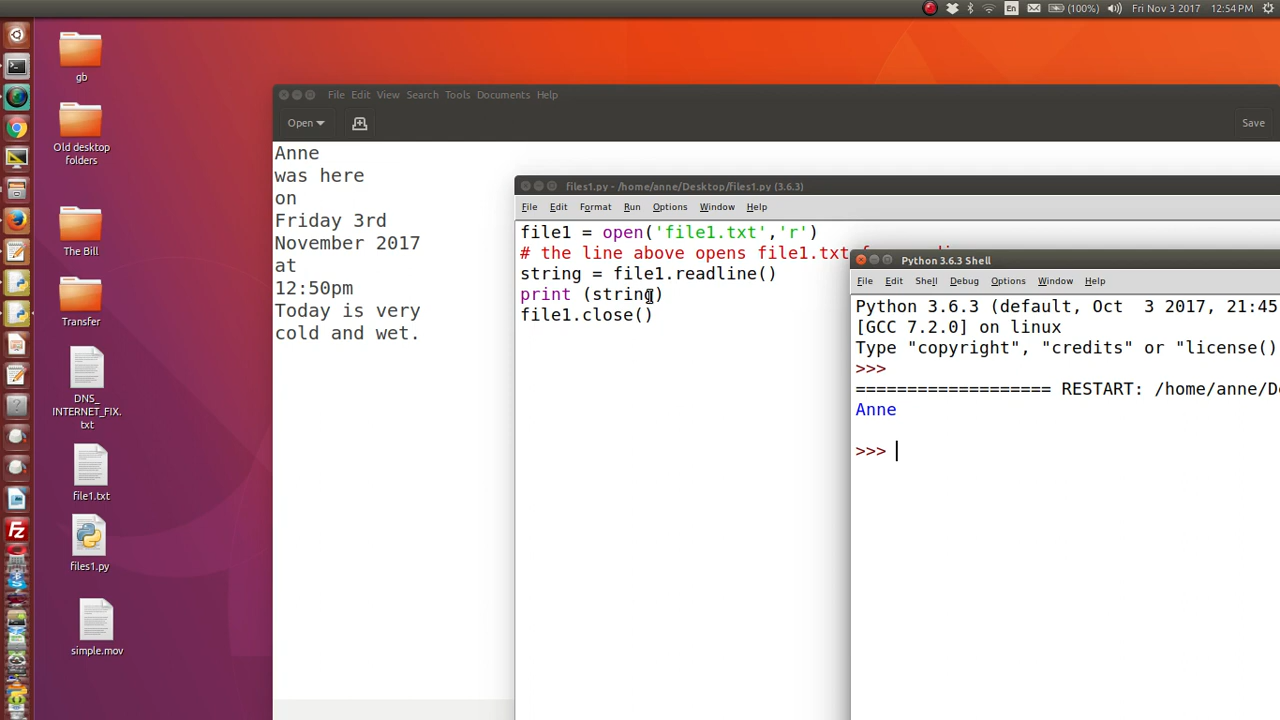 En
(100%)
Fri Nov 3 2017
12:54 PM
gb
Old desktop
folders
The Bill
Transfer
DNS_
INTERNET_FIX.
txt
file1.txt
files1.py
simple.mov
File Edit View Search Tools Documents Help
Open
Save
Anne
was here
on
Friday 3rd
November 2017
at
12:50pm
Today is very
cold and wet.
files1.py - /home/anne/Desktop/files1.py (3.6.3)
File Edit Format Run Options Window Help
file1 = open('file1.txt','r')
# the line above opens file1.txt
string = file1.readline()
print (string)
file1.close()
Python 3.6.3 Shell
File Edit Shell Debug Options Window Help
Python 3.6.3 (default, Oct 3 2017, 21:45
[GCC 7.2.0] on linux
Type "copyright", "credits" or "license()
>>>
=================== RESTART: /home/anne/De
Anne
>>>